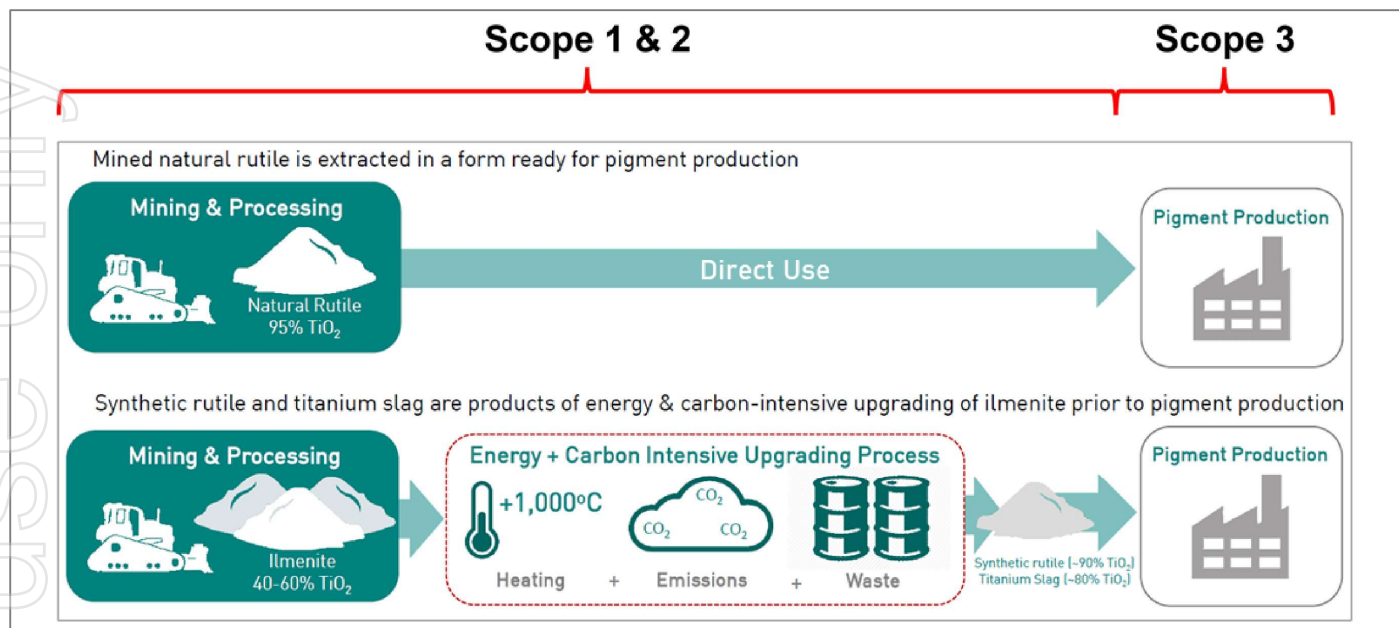 Scope 1 & 2
Scope 3
Mined natural rutile is extracted in a form ready for pigment production
Mining & Processing
Natural Rutile
95% TiO₂
Direct Use
Pigment Production
Synthetic rutile and titanium slag are products of energy & carbon-intensive upgrading of ilmenite prior to pigment production
Mining & Processing
Ilmenite
40-60% TiO₂
Energy + Carbon Intensive Upgrading Process
+1,000ºC
CO₂
CO₂
CO₂
Heating + Emissions + Waste
Synthetic rutile (~90% TiO₂)
Titanium Slag (~80% TiO₂)
Pigment Production
use only